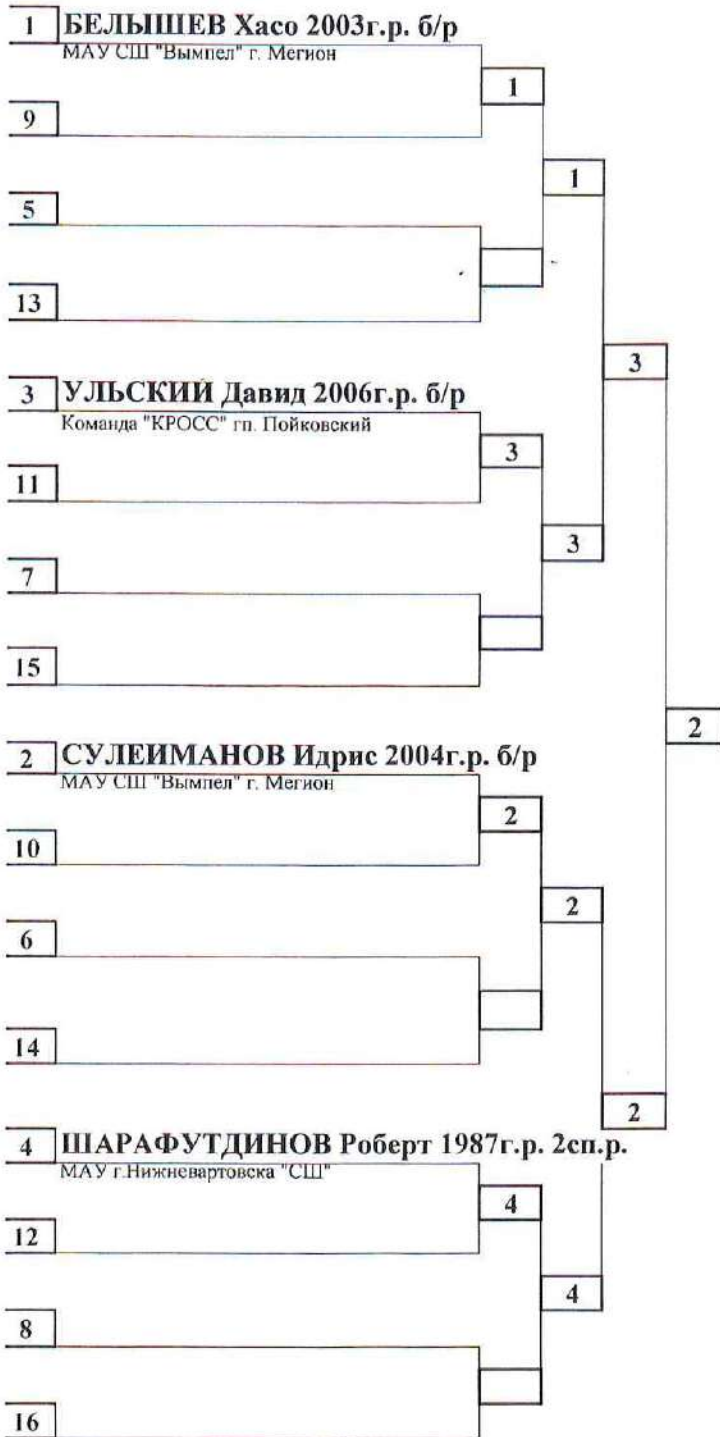 1 БЕЛЫШЕВ Хасо 2003г.р. б/р
МАУ СШ "Вымпел" г. Мегион
1
9
1
5
13
3
3 УЛЬСКИЙ Давид 2006г.р. б/р
Команда "КРОСС" гп. Пойковский
3
11
3
7
15
2
2 СУЛЕЙМАНОВ Идрис 2004г.р. б/р
МАУ СШ "Вымпел" г. Мегион
2
10
2
6
14
2
4 ШАРАФУТДИНОВ Роберт 1987г.р. 2сп.р.
МАУ г.Нижневартовска "СШ"
4
12
4
8
16